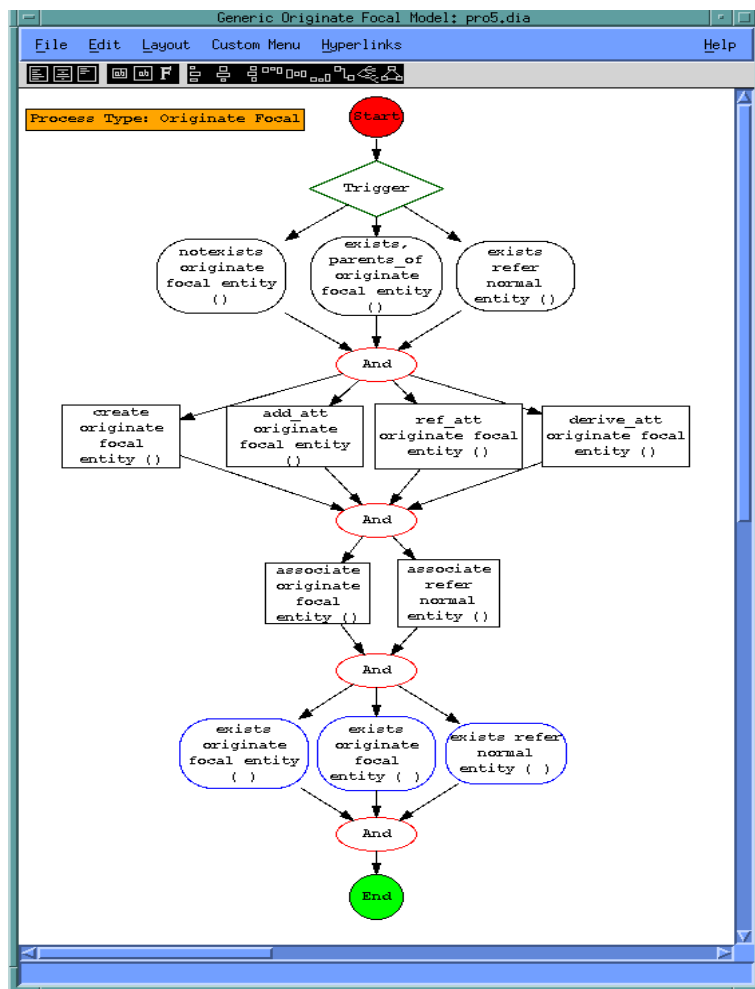 Generic Originate Focal Model: pro5.dia
File Edit Layout Custom Menu Hyperlinks Help
ab ab F
Process Type: Originate Focal
Start
Trigger
notexists
originate
focal entity
()
exists,
parents_of
originate
focal entity
()
exists
refer
normal
entity ()
And
create
originate
focal
entity ()
add_att
originate
focal entity
()
ref_att
originate focal
entity ()
derive_att
originate focal
entity ()
And
associate
originate
focal
entity ()
associate
refer
normal
entity ()
And
exists
originate
focal entity
( )
exists
originate
focal
entity ( )
exists refer
normal
entity ( )
And
End